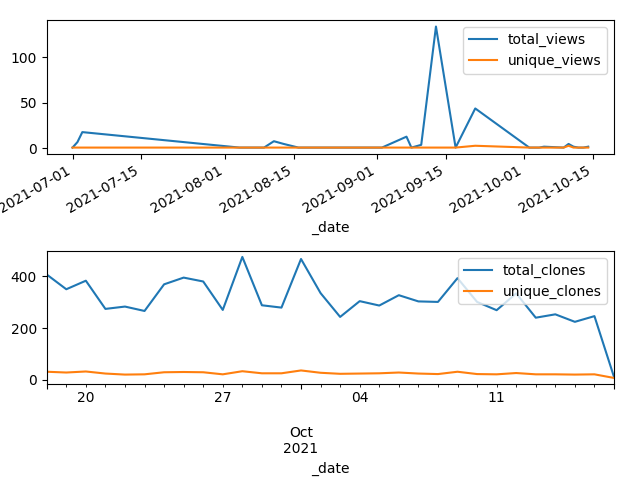 total_views
unique_views
100
50
0
2021-07-01
2021-07-15
2021-08-01
2021-08-15
2021-09-01
2021-09-15
2021-10-01
2021-10-15
_date
total_clones
unique_clones
400
200
0
20
27
04
11
Oct
2021
_date